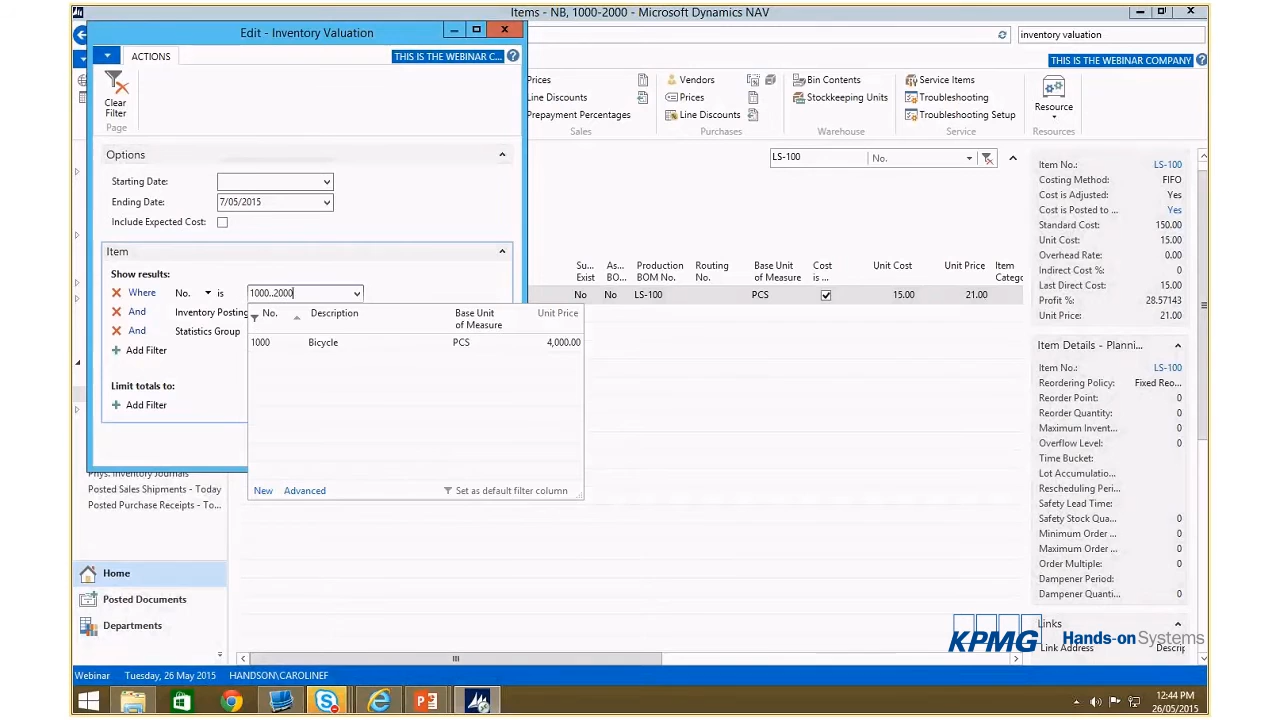 Items - NB, 1000-2000 - Microsoft Dynamics NAV
Edit - Inventory Valuation
inventory valuation
ACTIONS
THIS IS THE WEBINAR C...
THIS IS THE WEBINAR COMPANY
Clear
Filter
Page
Prices
Line Discounts
Prepayment Percentages
Sales
Vendors
Prices
Line Discounts
Purchases
Bin Contents
Stockkeeping Units
Warehouse
Service Items
Troubleshooting
Troubleshooting Setup
Service
Resource
Resources
Options
Starting Date:
Ending Date: 7/05/2015
Include Expected Cost:
Item
Show results:
Where No. is 1000..2000
And Inventory Posting
And Statistics Group
Add Filter
Limit totals to:
Add Filter
No. Description Base Unit of Measure Unit Price
1000 Bicycle PCS 4,000.00
New Advanced Set as default filter column
LS-100 No.
Su... Exist As... BO... Production BOM No. Routing No. Base Unit of Measure Cost is Unit Cost Unit Price Item Categ
No No LS-100 PCS 15.00 21.00
Item No.: LS-100
Costing Method: FIFO
Cost is Adjusted: Yes
Cost is Posted to ... Yes
Standard Cost: 150.00
Unit Cost: 15.00
Overhead Rate: 0.00
Indirect Cost %: 0
Last Direct Cost: 15.00
Profit %: 28.57143
Unit Price: 21.00
Item Details - Planni...
Item No.: LS-100
Reordering Policy: Fixed Reo...
Reorder Point: 0
Reorder Quantity: 0
Maximum Invent... 0
Overflow Level: 0
Time Bucket:
Lot Accumulatio...
Rescheduling Peri...
Safety Lead Time:
Safety Stock Qua... 0
Minimum Order ... 0
Maximum Order ... 0
Order Multiple: 0
Dampener Period:
Dampener Quanti... 0
Links
Link Address Descrip
KPMG Hands-on Systems
Phys. Inventory Journals
Posted Sales Shipments - Today
Posted Purchase Receipts - To...
Home
Posted Documents
Departments
Webinar Tuesday, 26 May 2015 HANDSON\CAROLINEF
12:44 PM
26/05/2015